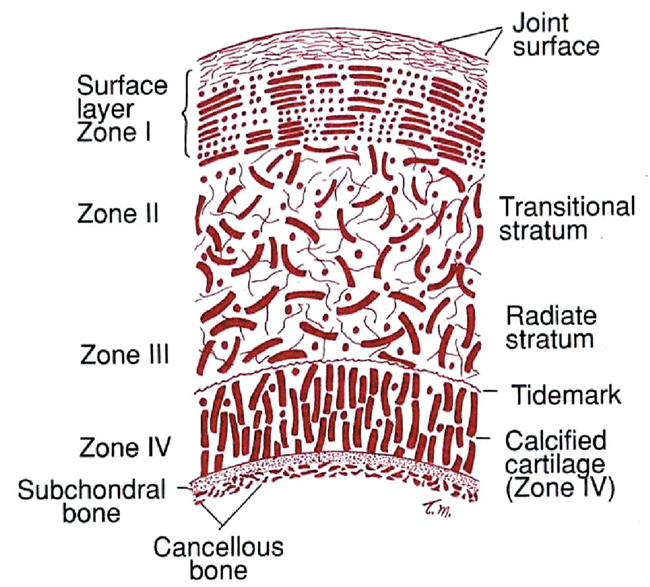 Joint
surface
Surface
layer
Zone I
Zone II
Transitional
stratum
Radiate
stratum
Zone III
Tidemark
Zone IV
Calcified
cartilage
(Zone IV)
Subchondral
bone
Cancellous
bone
T.m.